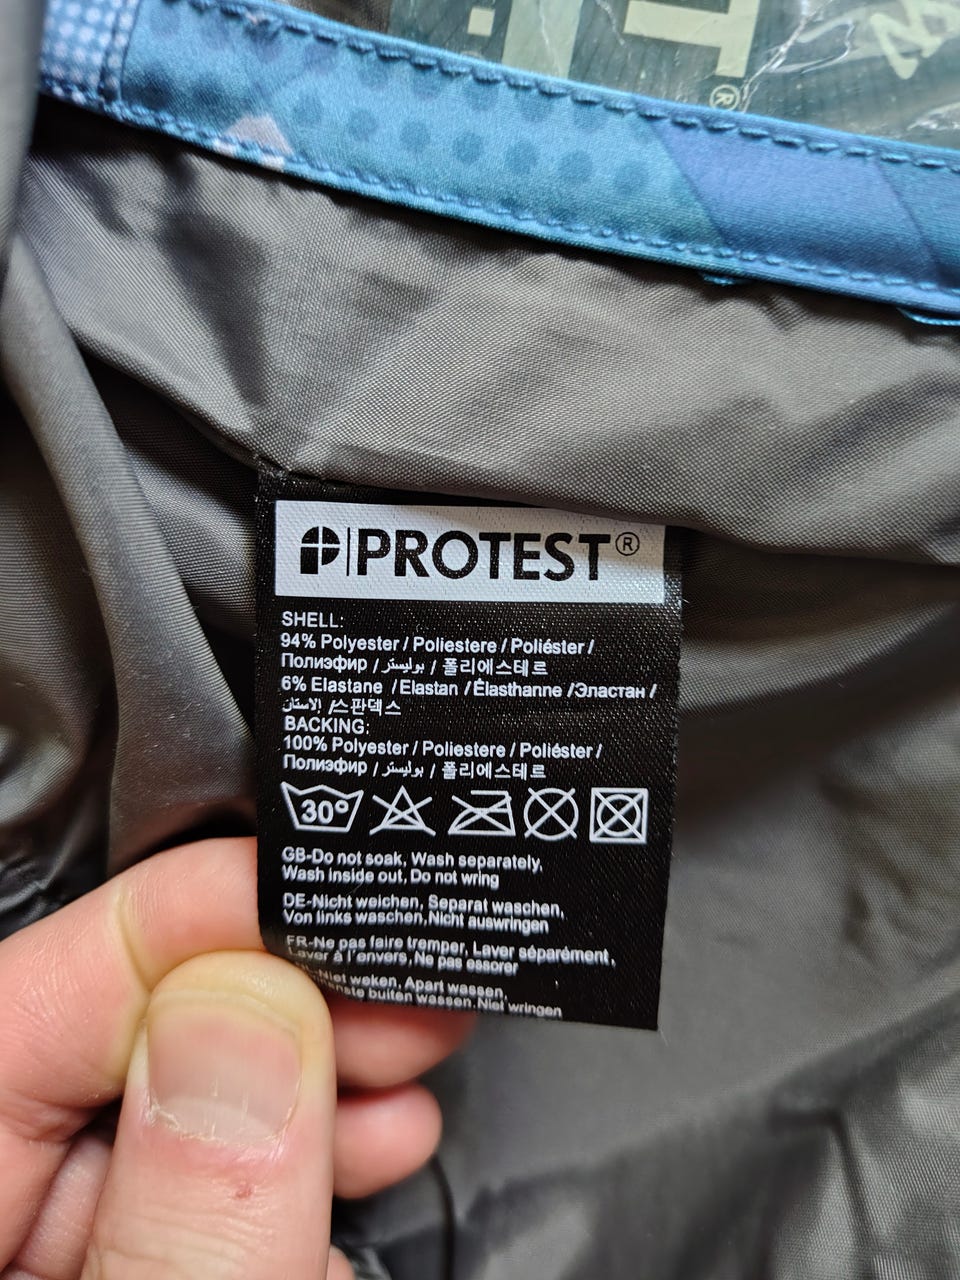 PROTEST®
SHELL:
94% Polyester / Poliestere / Poliéster /
Полиэфир / بوليستر / 폴리에스테르
6% Elastane / Elastan / Élasthanne /Эластан /
الاستان /스판덱스
BACKING:
100% Polyester / Poliestere / Poliéster /
Полиэфир / بوليستر / 폴리에스테르
30°
GB-Do not soak, Wash separately,
Wash inside out, Do not wring
DE-Nicht weichen, Separat waschen,
Von links waschen,Nicht auswringen
FR-Ne pas faire tremper, Laver séparément,
Laver à l'envers, Ne pas essorer
Niet weken, Apart wassen,
buiten wassen.Niet wringen